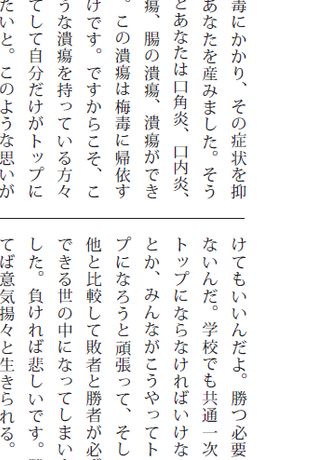 毒にかかり、その症状を抑
あなたを産みました。そう
とあなたは口角炎、口内炎、
瘍、腸の潰瘍、潰瘍ができ
。この潰瘍は梅毒に帰依す
けです。ですからこそ、こ
うな潰瘍を持っている方々
てして自分だけがトップに
たいと。このような思いが
けてもいいんだよ。勝つ必要
ないんだ。学校でも共通一次
トップにならなければいけな
とか、みんながこうやってト
プになろうと頑張って、そし
他と比較して敗者と勝者が必ず
できる世の中になってしまい
した。負ければ悲しいです。
てば意気揚々と生きられる。